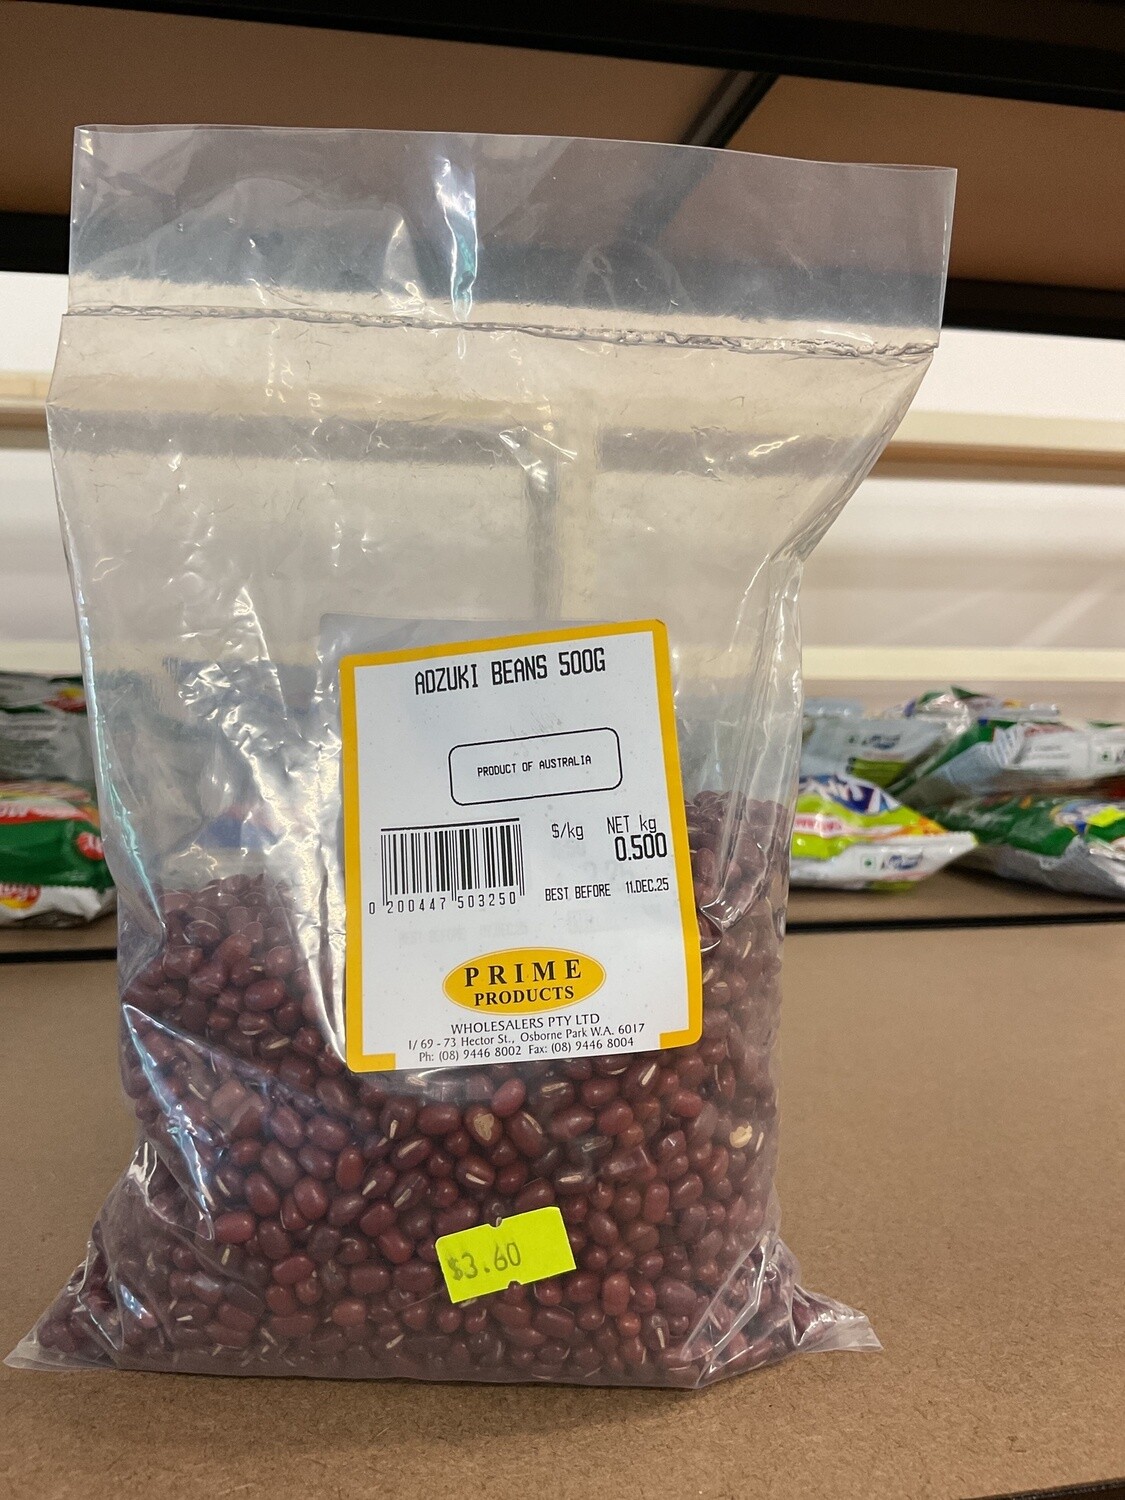 ADZUKI BEANS 500G
PRODUCT OF AUSTRALIA
$/kg NET kg
0.500
BEST BEFORE 11.DEC.25
0 200447 503250
PRIME
PRODUCTS
WHOLESALERS PTY LTD
1/ 69 - 73 Hector St., Osborne Park W.A. 6017
Ph: (08) 9446 8002 Fax: (08) 9446 8004
$3.60